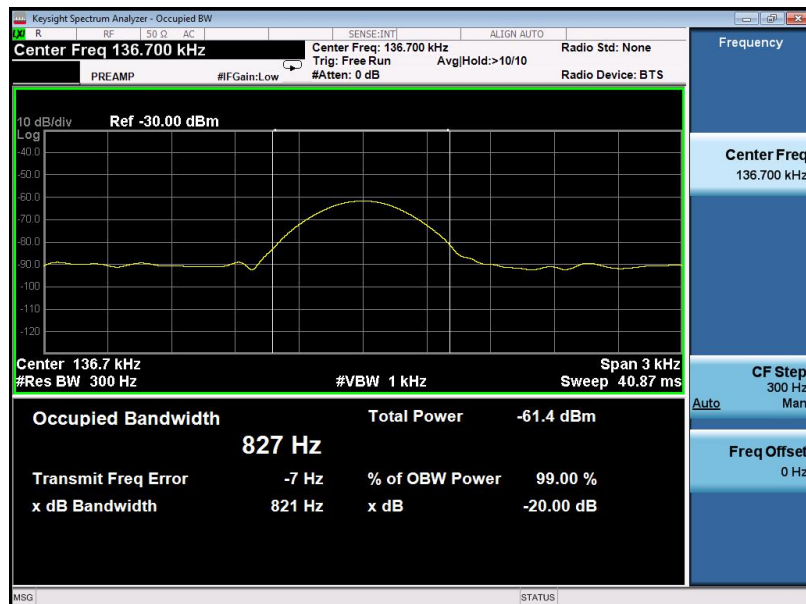 Keysight Spectrum Analyzer - Occupied BW
LXI R RF 50 Ω AC SENSE:INT ALIGN AUTO
Center Freq 136.700 kHz
Center Freq: 136.700 kHz Radio Std: None
Trig: Free Run Avg|Hold:>10/10
PREAMP #IFGain:Low #Atten: 0 dB Radio Device: BTS
10 dB/div Ref -30.00 dBm
Log
-40.0
-50.0
-60.0
-70.0
-80.0
-90.0
-100
-110
-120
Center 136.7 kHz Span 3 kHz
#Res BW 300 Hz #VBW 1 kHz Sweep 40.87 ms
Occupied Bandwidth Total Power -61.4 dBm
827 Hz
Transmit Freq Error -7 Hz % of OBW Power 99.00 %
x dB Bandwidth 821 Hz x dB -20.00 dB
MSG STATUS
Frequency
Center Freq
136.700 kHz
CF Step
300 Hz
Auto Man
Freq Offset
0 Hz